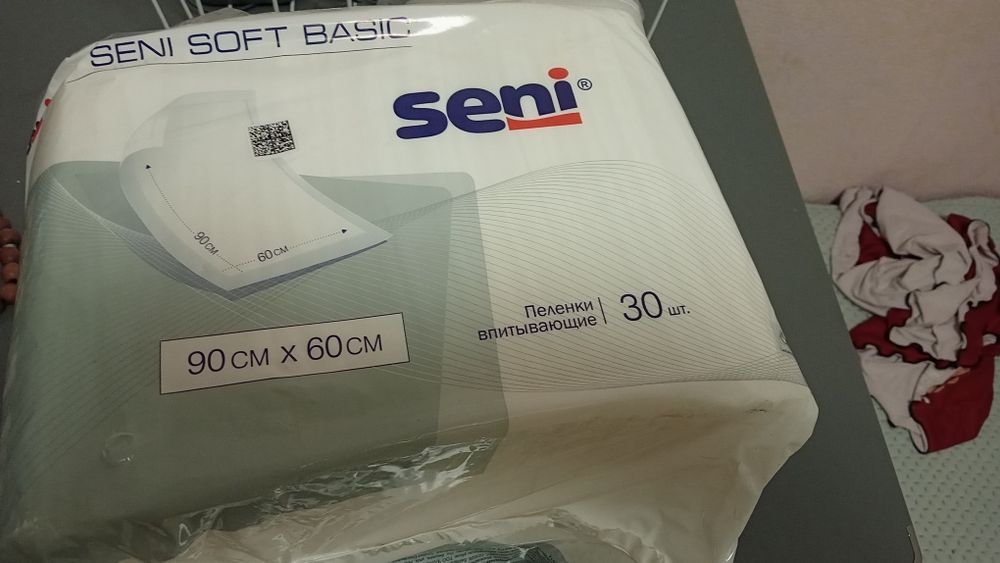 SENI SOFT BASIC
seni®
90 см
60 см
Пеленки
впитывающие
30 шт.
90 СМ х 60 СМ